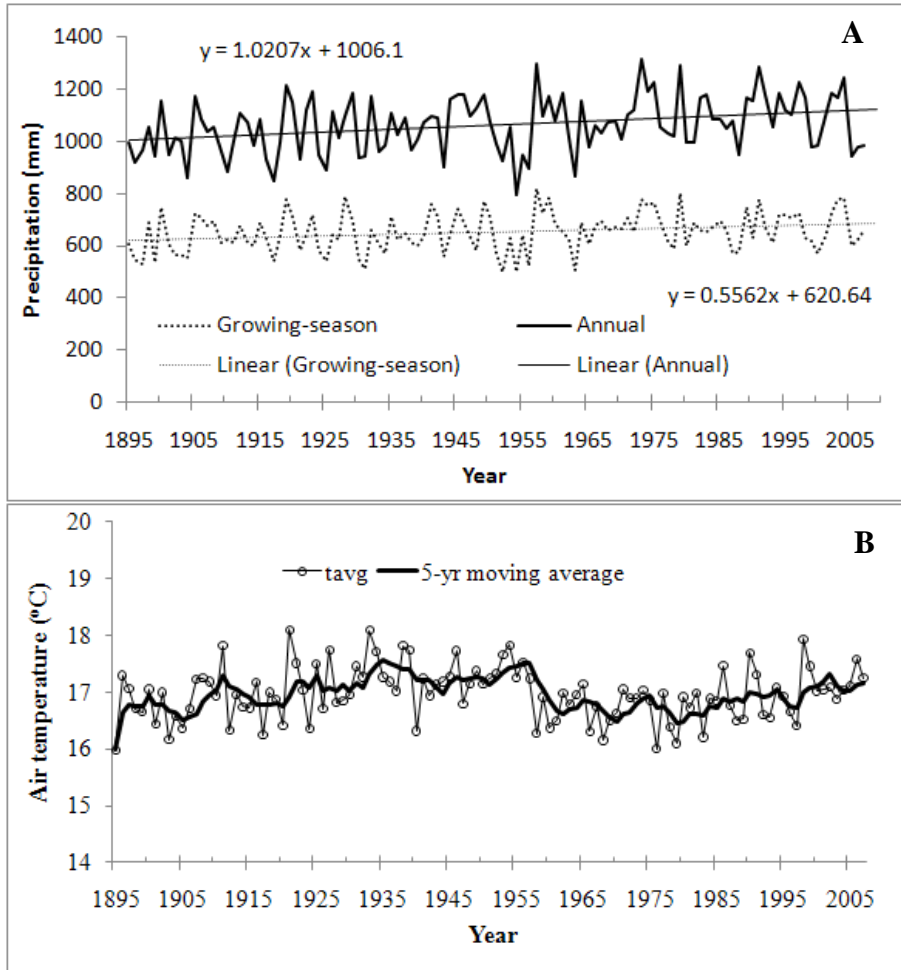 A
y = 1.0207x + 1006.1
1400
1200
1000
800
600
400
200
0
Precipitation (mm)
y = 0.5562x + 620.64
Growing-season
Annual
Linear (Growing-season)
Linear (Annual)
1895 1905 1915 1925 1935 1945 1955 1965 1975 1985 1995 2005
Year
B
20
19
18
17
16
15
14
Air temperature (°C)
tavg
5-yr moving average
1895 1905 1915 1925 1935 1945 1955 1965 1975 1985 1995 2005
Year